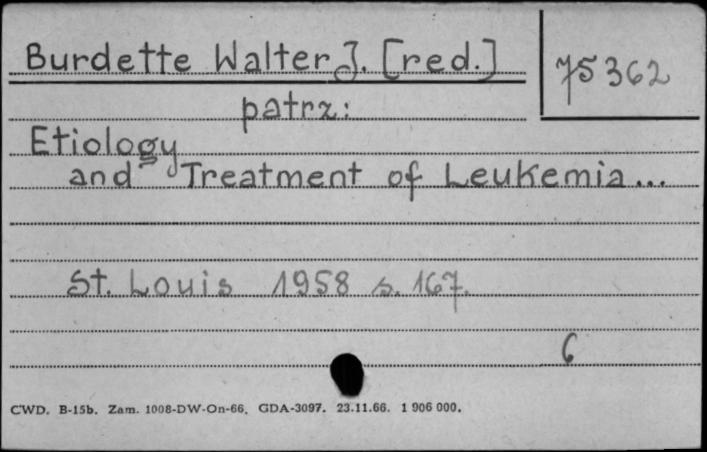 Burdette Walter J. [red.]
75362
patrz:
Etiology
and Treatment of Leukemia...
St. Louis 1958 s. 167.
6
CWD. B-15b. Zam. 1008-DW-On-66. GDA-3097. 23.11.66. 1 906 000.